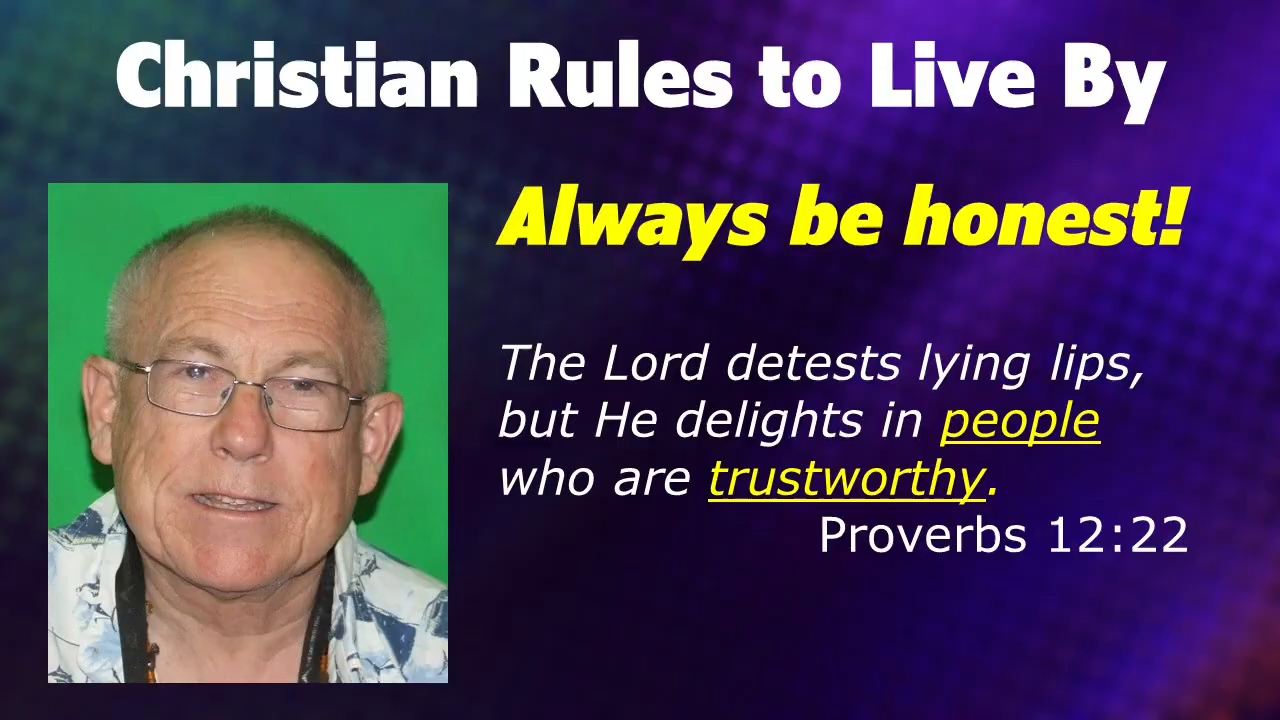 Christian Rules to Live By
Always be honest!
The Lord detests lying lips,
but He delights in people
who are trustworthy.
Proverbs 12:22